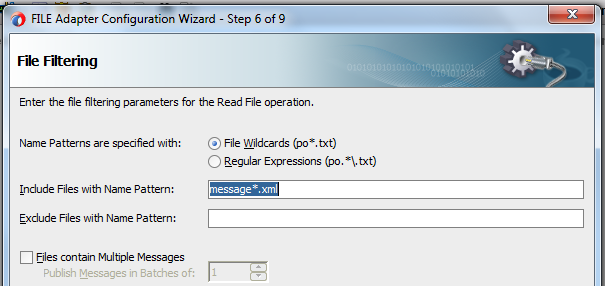 FILE Adapter Configuration Wizard - Step 6 of 9
File Filtering
0101010101010101010101010101
01010101010
Enter the file filtering parameters for the Read File operation.
Name Patterns are specified with: File Wildcards (po*.txt)
Regular Expressions (po.*\.txt)
Include Files with Name Pattern: message*.xml
Exclude Files with Name Pattern:
Files contain Multiple Messages
Publish Messages in Batches of: 1